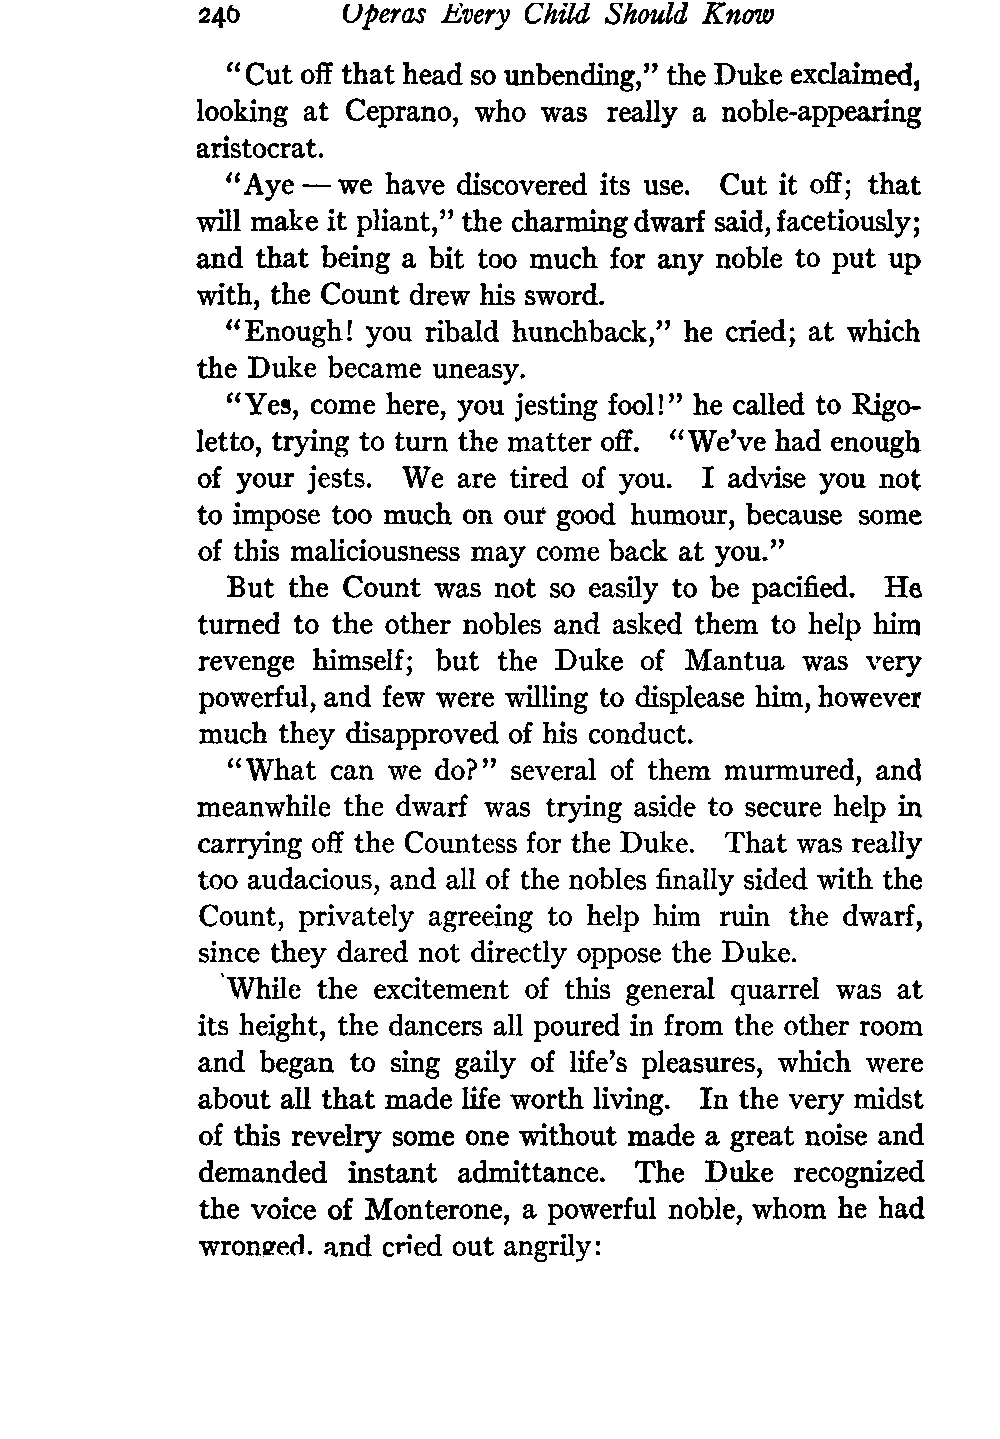 246 Operas Every Child Should Know
"Cut off that head so unbending," the Duke exclaimed,
looking at Ceprano, who was really a noble-appearing
aristocrat.
"Aye — we have discovered its use. Cut it off; that
will make it pliant," the charming dwarf said, facetiously;
and that being a bit too much for any noble to put up
with, the Count drew his sword.
"Enough! you ribald hunchback," he cried; at which
the Duke became uneasy.
"Yes, come here, you jesting fool!" he called to Rigo-
letto, trying to turn the matter off. "We've had enough
of your jests. We are tired of you. I advise you not
to impose too much on our good humour, because some
of this maliciousness may come back at you."
But the Count was not so easily to be pacified. He
turned to the other nobles and asked them to help him
revenge himself; but the Duke of Mantua was very
powerful, and few were willing to displease him, however
much they disapproved of his conduct.
"What can we do?" several of them murmured, and
meanwhile the dwarf was trying aside to secure help in
carrying off the Countess for the Duke. That was really
too audacious, and all of the nobles finally sided with the
Count, privately agreeing to help him ruin the dwarf,
since they dared not directly oppose the Duke.
While the excitement of this general quarrel was at
its height, the dancers all poured in from the other room
and began to sing gaily of life's pleasures, which were
about all that made life worth living. In the very midst
of this revelry some one without made a great noise and
demanded instant admittance. The Duke recognized
the voice of Monterone, a powerful noble, whom he had
wronged, and cried out angrily: